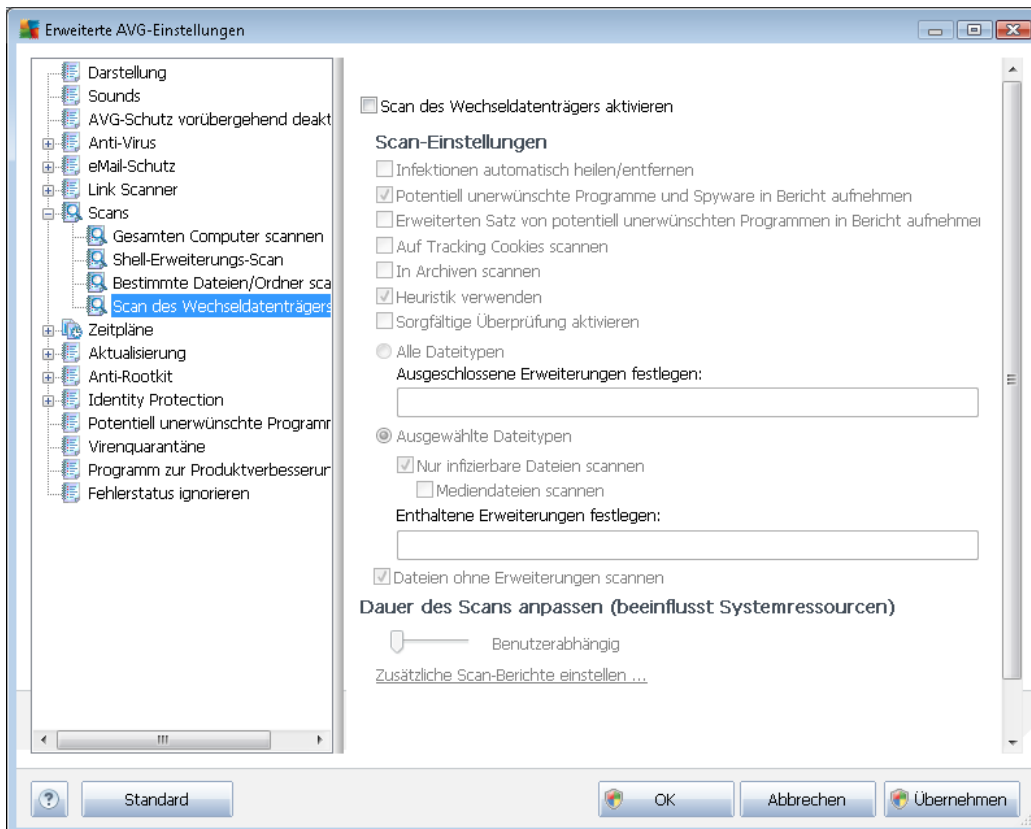 Erweiterte AVG-Einstellungen
Darstellung
Sounds
AVG-Schutz vorübergehend deakt
Anti-Virus
eMail-Schutz
Link Scanner
Scans
Gesamten Computer scannen
Shell-Erweiterungs-Scan
Bestimmte Dateien/Ordner sca
Scan des Wechseldatenträgers
Zeitpläne
Aktualisierung
Anti-Rootkit
Identity Protection
Potentiell unerwünschte Programr
Virenquarantäne
Programm zur Produktverbesserur
Fehlerstatus ignorieren
Scan des Wechseldatenträgers aktivieren
Scan-Einstellungen
Infektionen automatisch heilen/entfernen
Potentiell unerwünschte Programme und Spyware in Bericht aufnehmen
Erweiterten Satz von potentiell unerwünschten Programmen in Bericht aufnehmer
Auf Tracking Cookies scannen
In Archiven scannen
Heuristik verwenden
Sorgfältige Überprüfung aktivieren
Alle Dateitypen
Ausgeschlossene Erweiterungen festlegen:
Ausgewählte Dateitypen
Nur infizierbare Dateien scannen
Mediendateien scannen
Enthaltene Erweiterungen festlegen:
Dateien ohne Erweiterungen scannen
Dauer des Scans anpassen (beeinflusst Systemressourcen)
Benutzerabhängig
Zusätzliche Scan-Berichte einstellen ...
? Standard OK Abbrechen Übernehmen